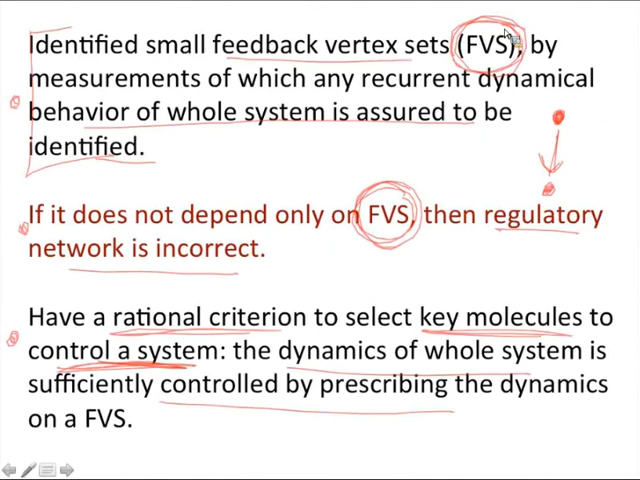 Identified small feedback vertex sets (FVS), by
measurements of which any recurrent dynamical
behavior of whole system is assured to be
identified.
If it does not depend only on FVS, then regulatory
network is incorrect.
Have a rational criterion to select key molecules to
control a system: the dynamics of whole system is
sufficiently controlled by prescribing the dynamics
on a FVS.